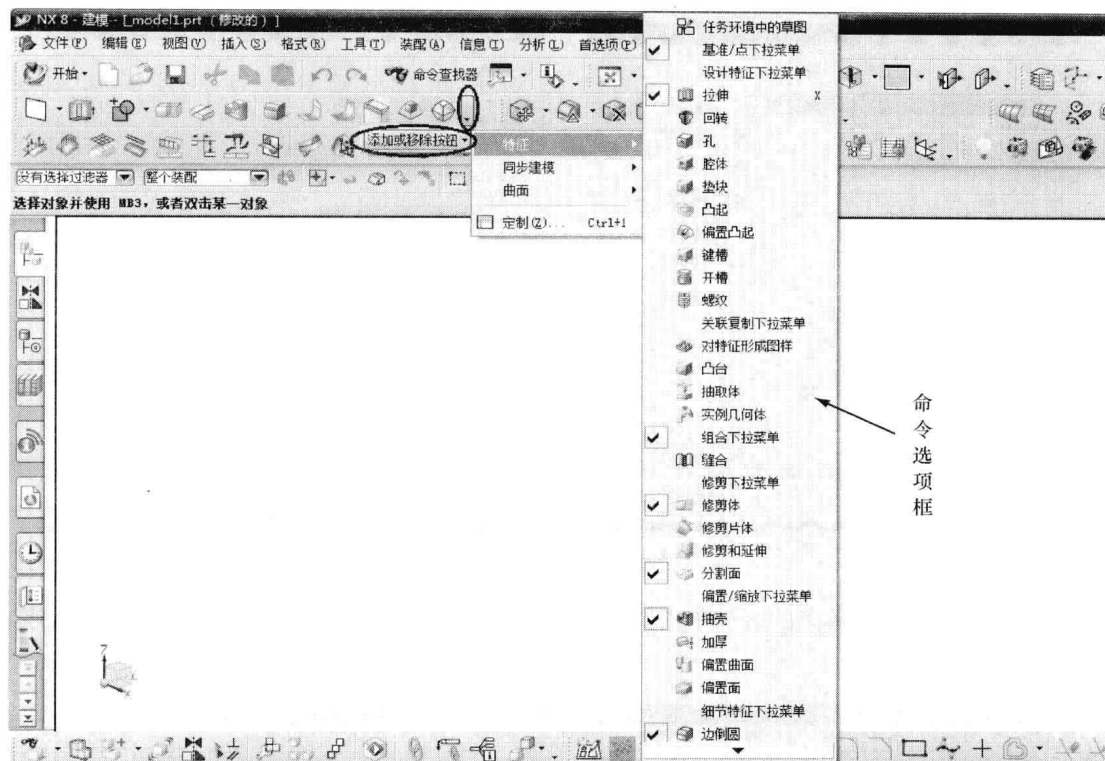 NX 8 - 建模 - [_model1.prt （修改的）]
文件(F) 编辑(E) 视图(V) 插入(S) 格式(R) 工具(T) 装配(A) 信息(I) 分析(L) 首选项(P)
开始
命令查找器
添加或移除按钮
没有选择过滤器
整个装配
选择对象并使用 MB3，或者双击某一对象
特征
同步建模
曲面
定制(Z)... Ctrl+1
任务环境中的草图
基准/点下拉菜单
设计特征下拉菜单
拉伸 X
回转
孔
腔体
垫块
凸起
偏置凸起
键槽
开槽
螺纹
关联复制下拉菜单
对特征形成图样
凸台
抽取体
实例几何体
组合下拉菜单
缝合
修剪下拉菜单
修剪体
修剪片体
修剪和延伸
分割面
偏置/缩放下拉菜单
抽壳
加厚
偏置曲面
偏置面
细节特征下拉菜单
边倒圆
命令选项框
Z